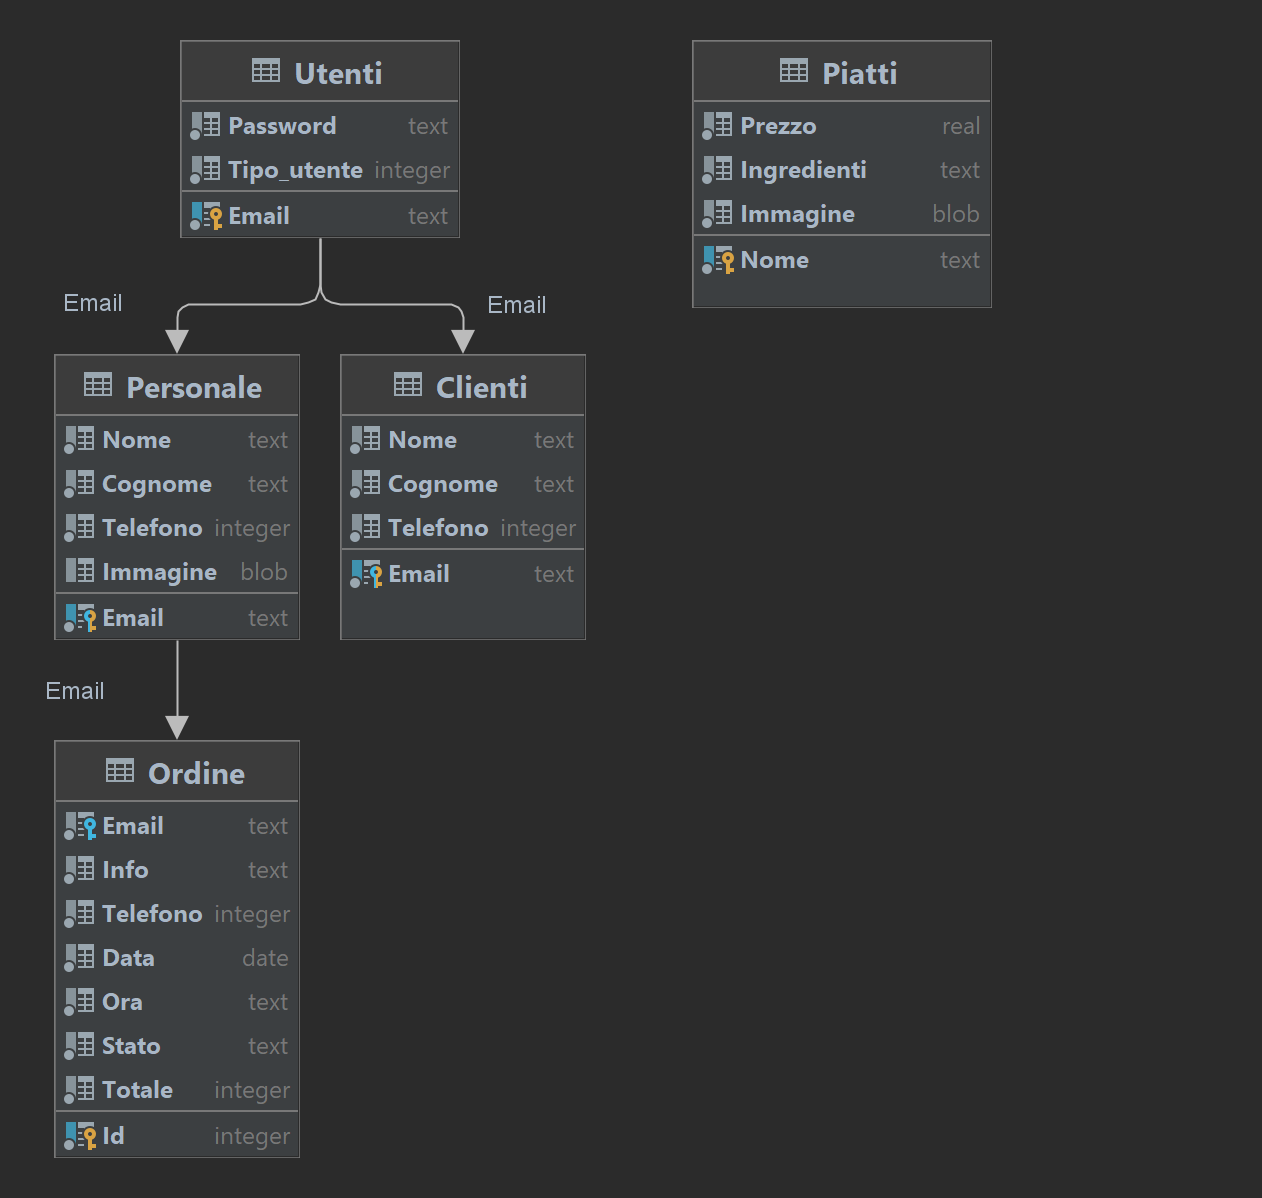 Utenti
Password text
Tipo_utente integer
Email text
Piatti
Prezzo real
Ingredienti text
Immagine blob
Nome text
Email
Email
Personale
Nome text
Cognome text
Telefono integer
Immagine blob
Email text
Clienti
Nome text
Cognome text
Telefono integer
Email text
Email
Ordine
Email text
Info text
Telefono integer
Data date
Ora text
Stato text
Totale integer
Id integer